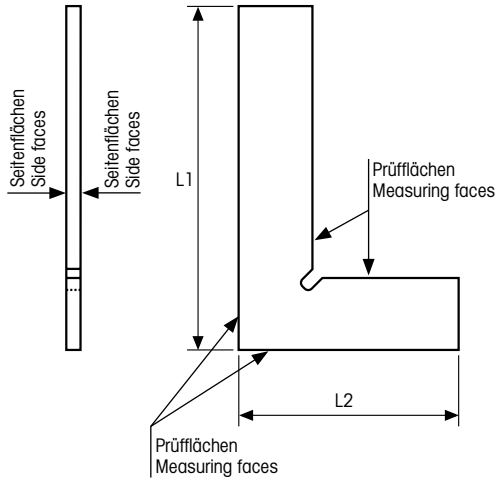 Seitenflächen
Side faces
Seitenflächen
Side faces
L1
Prüfflächen
Measuring faces
L2
Prüfflächen
Measuring faces